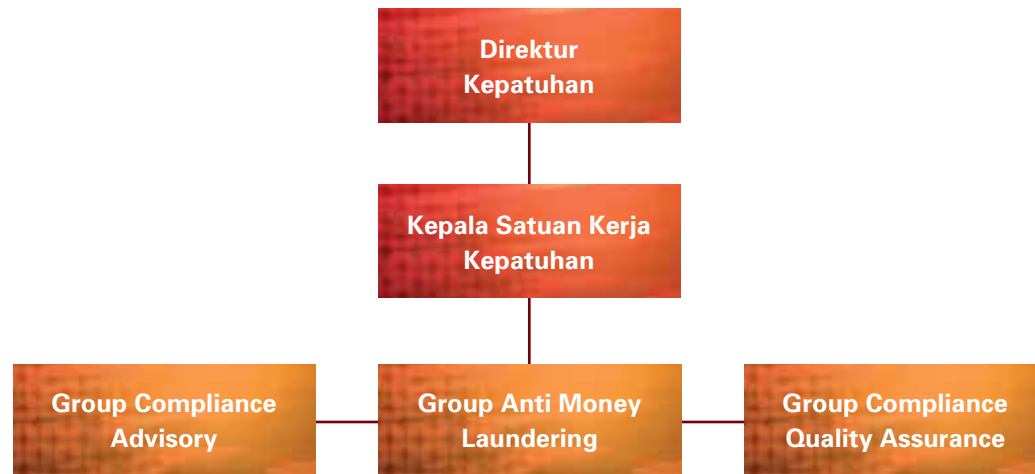 Direktur
Kepatuhan
Kepala Satuan Kerja
Kepatuhan
Group Compliance
Advisory
Group Anti Money
Laundering
Group Compliance
Quality Assurance